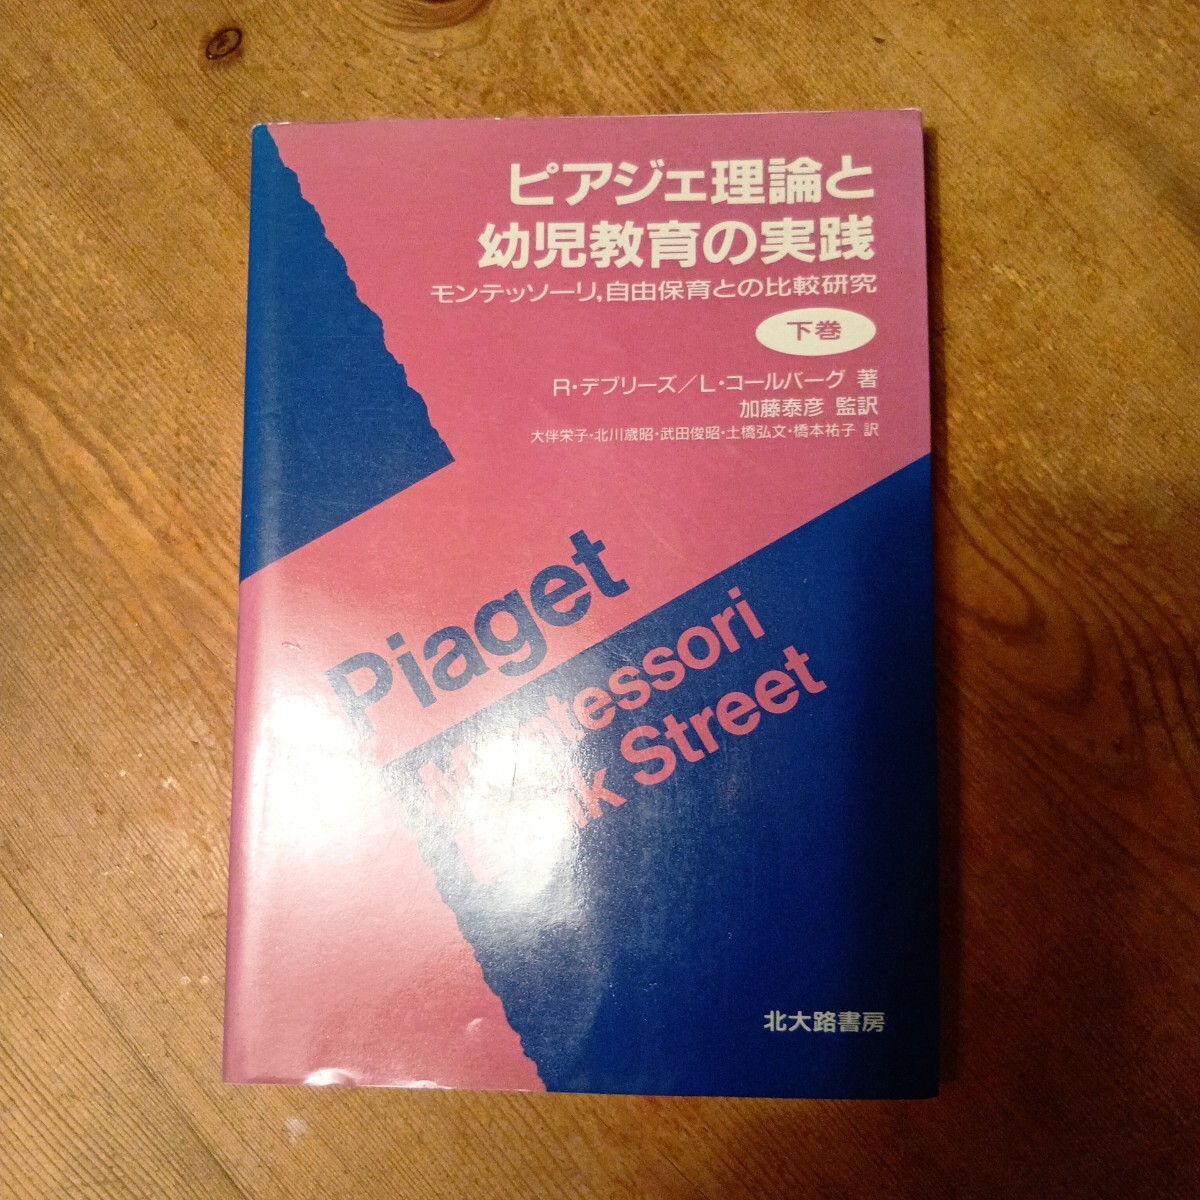 ピアジェ理論と
幼児教育の実践
モンテッソーリ,自由保育との比較研究
下巻
R・デブリーズ／L・コールバーグ 著
加藤泰彦 監訳
大伴栄子・北川歳昭・武田俊昭・土橋弘文・橋本祐子 訳
Piaget
Montessori
Bank Street
北大路書房